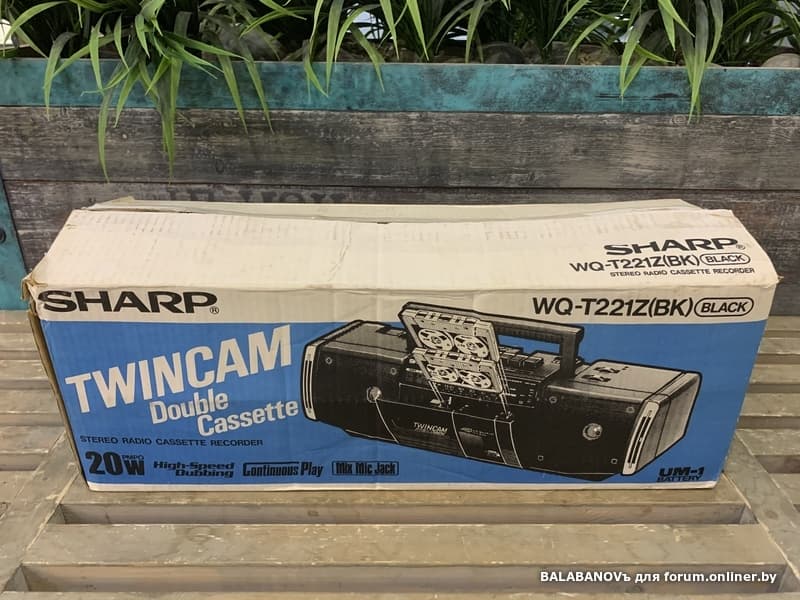 SHARP®
WQ-T221Z(BK) BLACK
STEREO RADIO CASSETTE RECORDER
SHARP®
WQ-T221Z(BK) BLACK
TWINCAM
Double
Cassette
STEREO RADIO CASSETTE RECORDER
TWINCAM
PMPO
20W
High-Speed
Dubbing
Continuous Play
Mix Mic Jack
UM-1
BATTERY
BALABANOVъ для forum.onliner.by